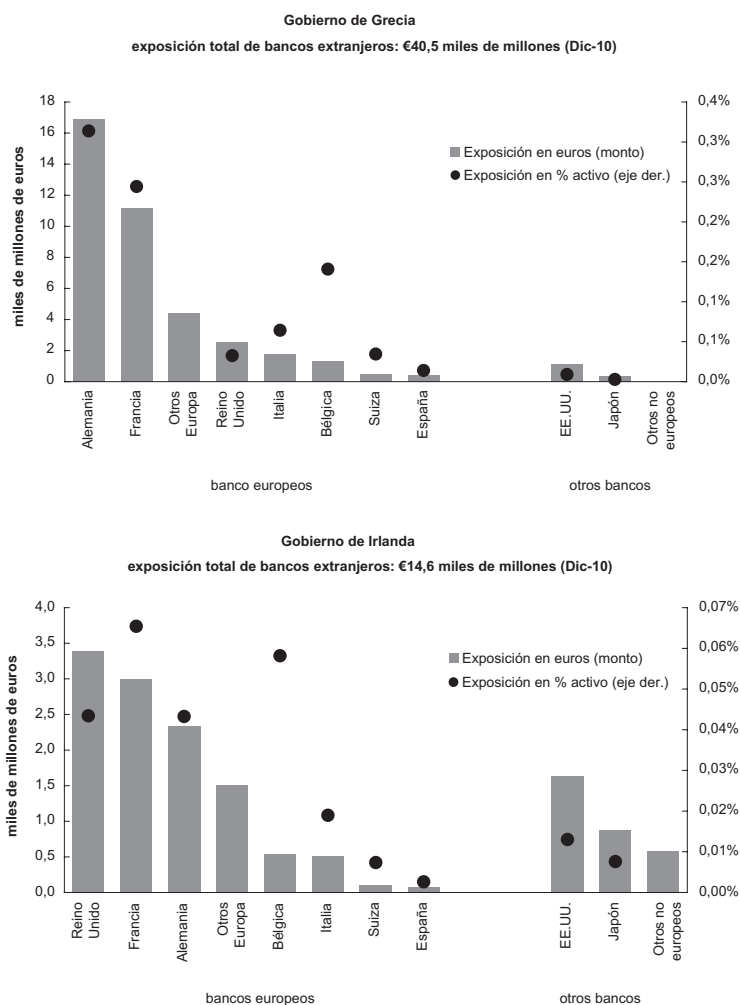 Gobierno de Grecia
exposición total de bancos extranjeros: €40,5 miles de millones (Dic-10)
miles de millones de euros
18
16
14
12
10
8
6
4
2
0
0,4%
0,3%
0,3%
0,2%
0,2%
0,1%
0,1%
0,0%
Exposición en euros (monto)
Exposición en % activo (eje der.)
Alemania
Francia
Otros
Europa
Reino
Unido
Italia
Bélgica
Suiza
España
EE.UU.
Japón
Otros no
europeos
banco europeos
otros bancos
Gobierno de Irlanda
exposición total de bancos extranjeros: €14,6 miles de millones (Dic-10)
miles de millones de euros
4,0
3,5
3,0
2,5
2,0
1,5
1,0
0,5
0,0
0,07%
0,06%
0,05%
0,04%
0,03%
0,02%
0,01%
0,00%
Exposición en euros (monto)
Exposición en % activo (eje der.)
Reino
Unido
Francia
Alemania
Otros
Europa
Bélgica
Italia
Suiza
España
EE.UU.
Japón
Otros no
europeos
bancos europeos
otros bancos